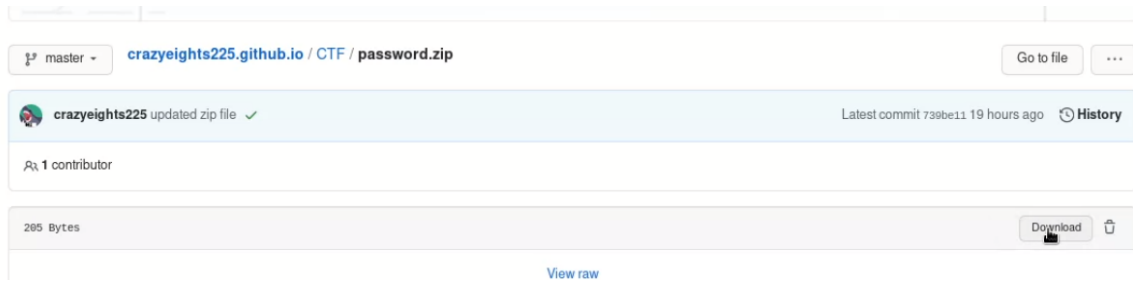 master crazyeights225.github.io / CTF / password.zip Go to file ...
crazyeights225 updated zip file Latest commit 739be11 19 hours ago History
1 contributor
205 Bytes Download
View raw